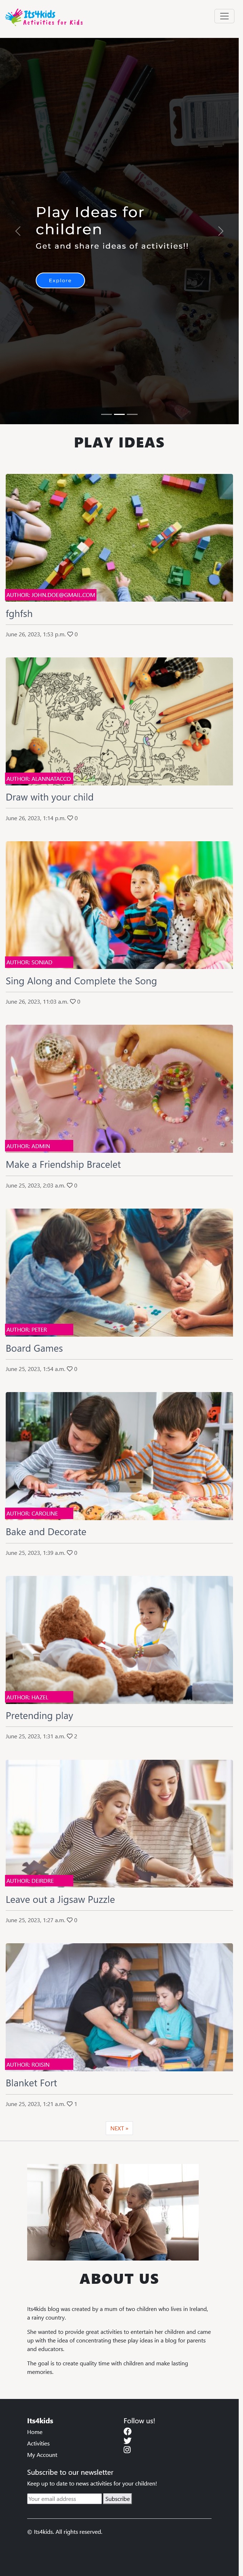 Its4kids
Activities for Kids
Play Ideas for
children
Get and share ideas of activities!!
Explore
PLAY IDEAS
AUTHOR: JOHN.DOE@GMAIL.COM
fghfsh
June 26, 2023, 1:53 p.m. 0
AUTHOR: ALANNATACCO
Draw with your child
June 26, 2023, 1:14 p.m. 0
AUTHOR: SONIAD
Sing Along and Complete the Song
June 26, 2023, 11:03 a.m. 0
AUTHOR: ADMIN
Make a Friendship Bracelet
June 25, 2023, 2:03 a.m. 0
AUTHOR: PETER
Board Games
June 25, 2023, 1:54 a.m. 0
AUTHOR: CAROLINE
Bake and Decorate
June 25, 2023, 1:39 a.m. 0
AUTHOR: HAZEL
Pretending play
June 25, 2023, 1:31 a.m. 2
AUTHOR: DEIRDRE
Leave out a Jigsaw Puzzle
June 25, 2023, 1:27 a.m. 0
AUTHOR: ROISIN
Blanket Fort
June 25, 2023, 1:21 a.m. 1
NEXT »
ABOUT US
Its4kids blog was created by a mum of two children who lives in Ireland,
a rainy country.
She wanted to provide great activities to entertain her children and came
up with the idea of concentrating these play ideas in a blog for parents
and educators.
The goal is to create quality time with children and make lasting
memories.
Its4kids
Home
Activities
My Account
Follow us!
Subscribe to our newsletter
Keep up to date to news activities for your children!
Your email address
Subscribe
© Its4kids. All rights reserved.